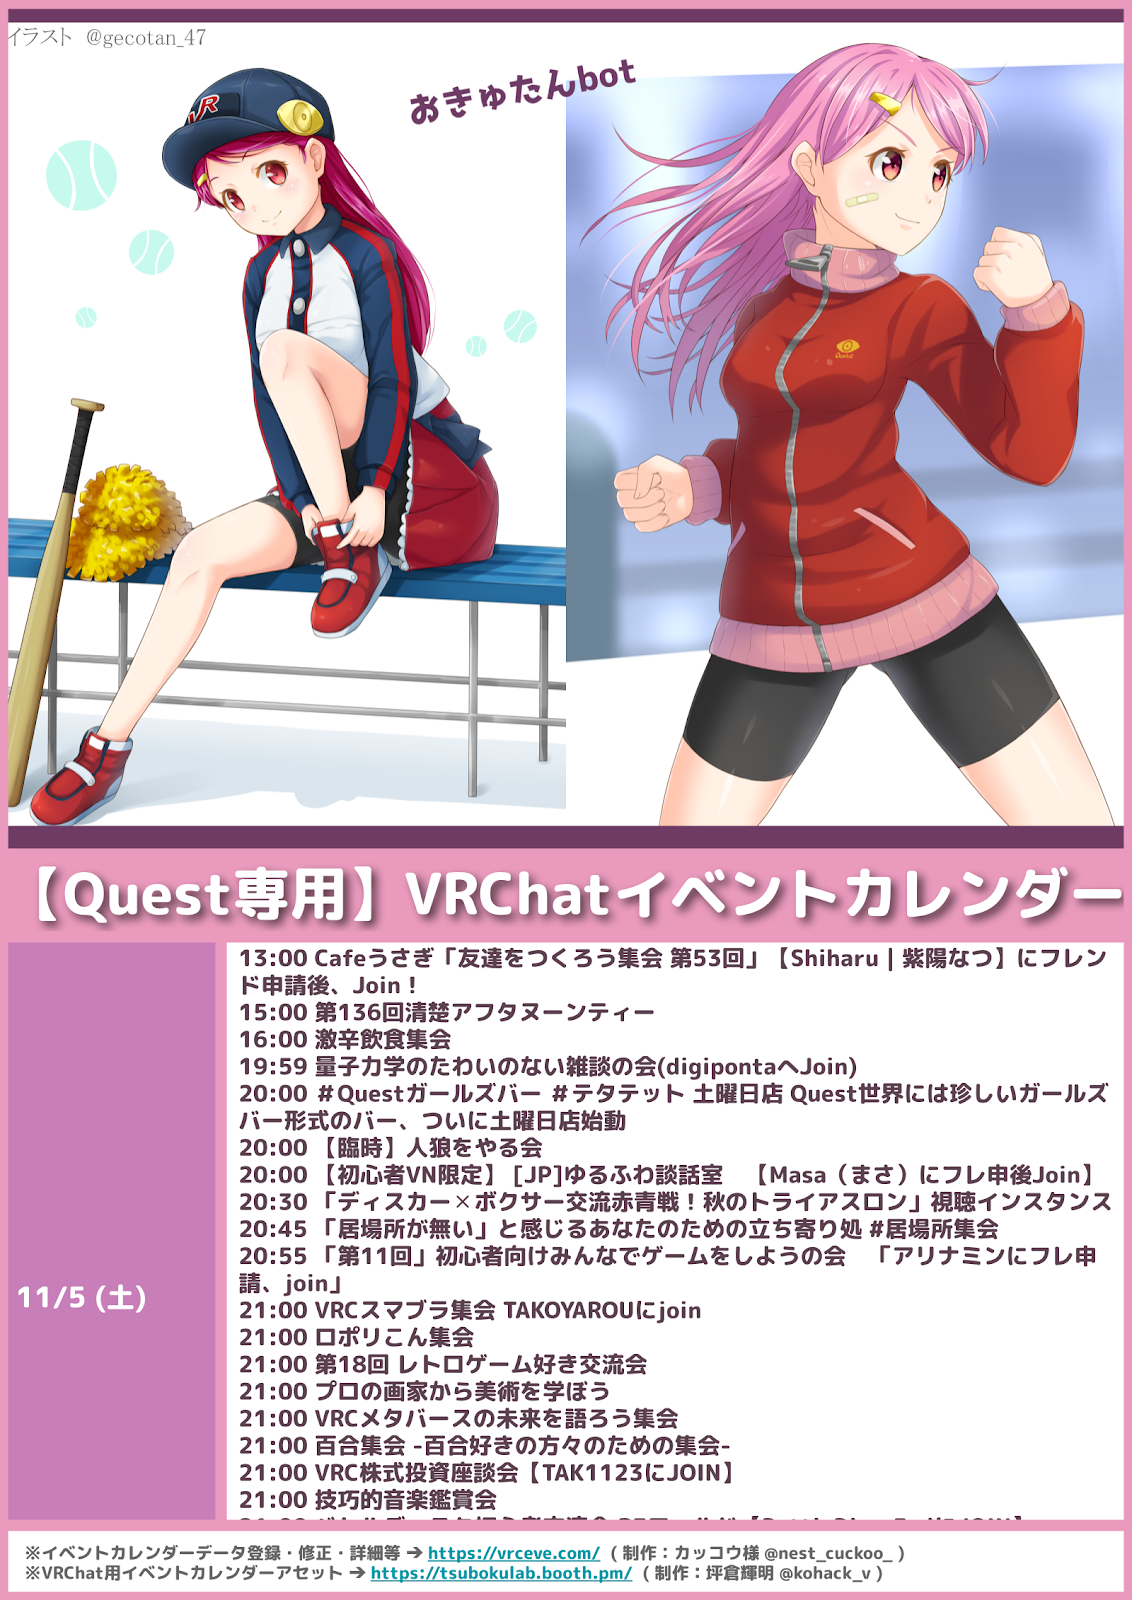 イラスト @gecotan_47
おきゅたんbot
VR
Quest
【Quest専用】VRChatイベントカレンダー
11/5 (土)
13:00 Cafeうさぎ「友達をつくろう集会 第53回」【Shiharu | 紫陽なつ】にフレン
ド申請後、Join！
15:00 第136回清楚アフタヌーンティー
16:00 激辛飲食集会
19:59 量子力学のたわいのない雑談の会(digipontaへJoin)
20:00 ＃Questガールズバー ＃テタテット 土曜日店 Quest世界には珍しいガールズ
バー形式のバー、ついに土曜日店始動
20:00 【臨時】人狼をやる会
20:00 【初心者VN限定】 [JP]ゆるふわ談話室　【Masa（まさ）にフレ申後Join】
20:30 「ディスカー×ボクサー交流赤青戦！秋のトライアスロン」視聴インスタンス
20:45 「居場所が無い」と感じるあなたのための立ち寄り処 #居場所集会
20:55 「第11回」初心者向けみんなでゲームをしようの会　「アリナミンにフレ申
請、join」
21:00 VRCスマブラ集会 TAKOYAROUにjoin
21:00 ロポリこん集会
21:00 第18回 レトロゲーム好き交流会
21:00 プロの画家から美術を学ぼう
21:00 VRCメタバースの未来を語ろう集会
21:00 百合集会 -百合好きの方々のための集会-
21:00 VRC株式投資座談会【TAK1123にJOIN】
21:00 技巧的音楽鑑賞会
※イベントカレンダーデータ登録・修正・詳細等 ➔ https://vrceve.com/ （制作：カッコウ様 @nest_cuckoo_ ）
※VRChat用イベントカレンダーアセット ➔ https://tsubokulab.booth.pm/ （制作：坪倉輝明 @kohack_v ）